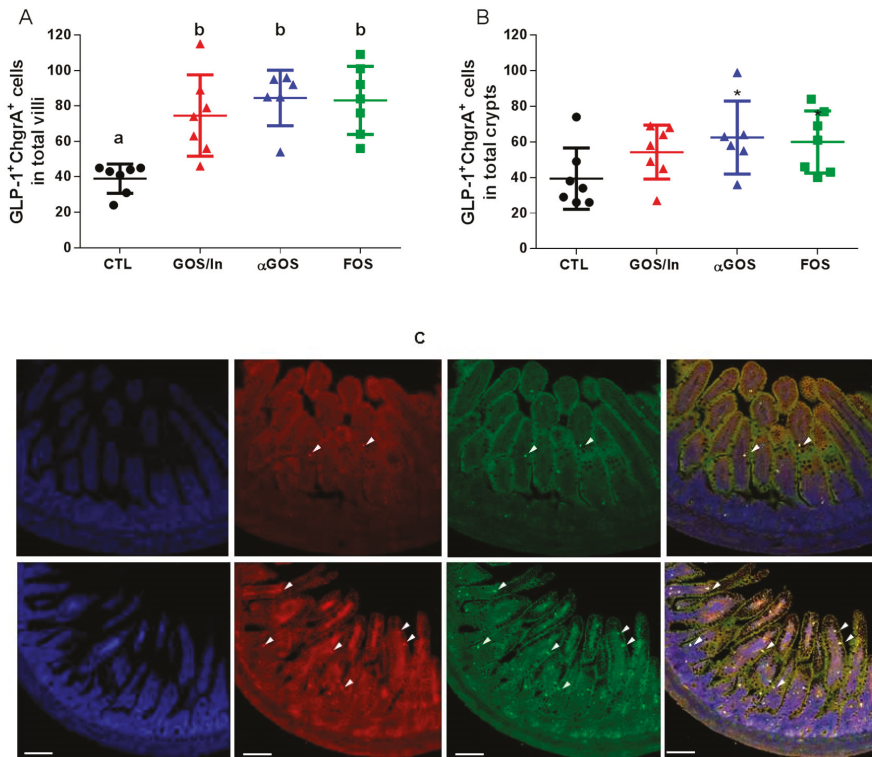 A
GLP-1⁺ChgrA⁺ cells
in total villi
120
100
80
60
40
20
0
a
b
b
b
CTL
GOS/In
αGOS
FOS
B
GLP-1⁺ChgrA⁺ cells
in total crypts
120
100
80
60
40
20
0
*
*
CTL
GOS/In
αGOS
FOS
C